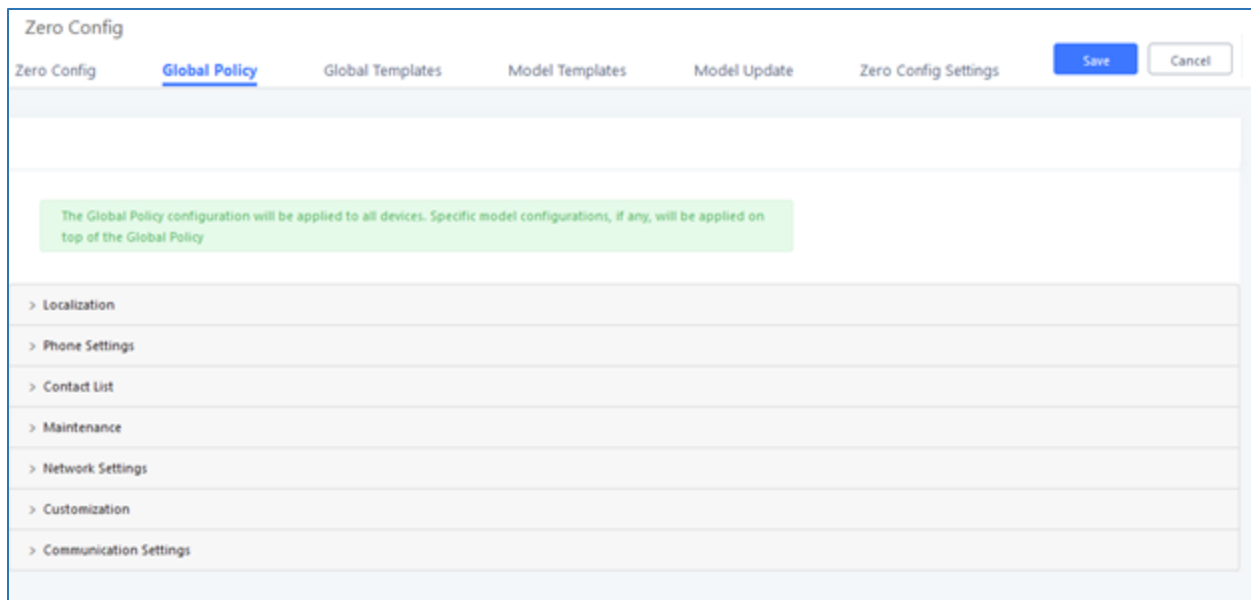 Zero Config
Zero Config Global Policy Global Templates Model Templates Model Update Zero Config Settings Save Cancel
The Global Policy configuration will be applied to all devices. Specific model configurations, if any, will be applied on
top of the Global Policy
> Localization
> Phone Settings
> Contact List
> Maintenance
> Network Settings
> Customization
> Communication Settings